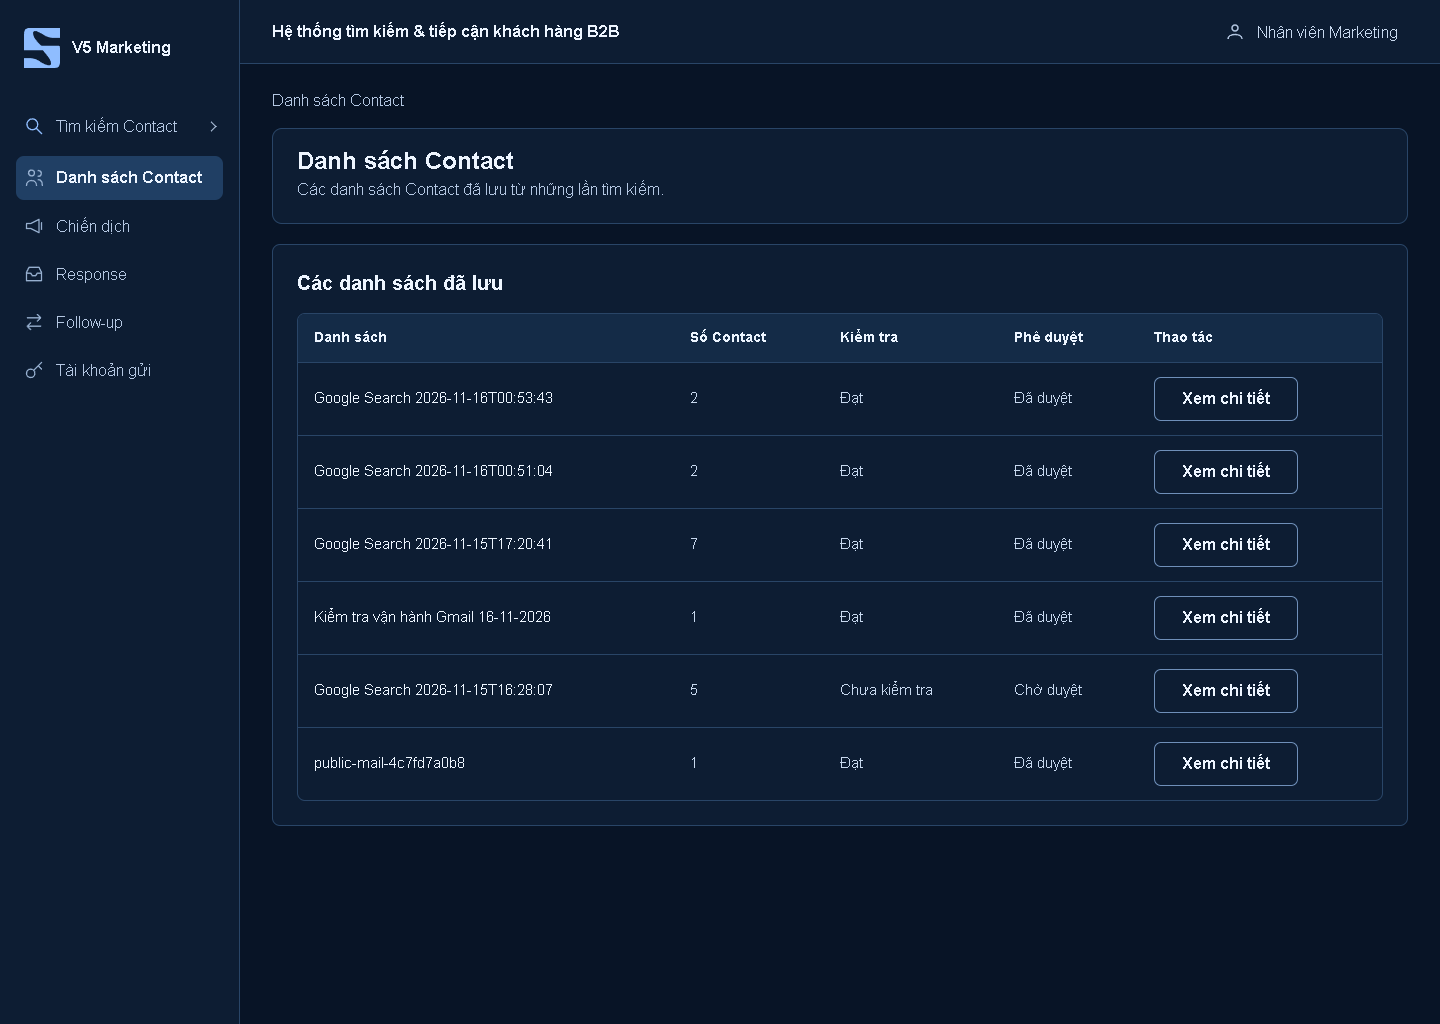 V5 Marketing
Hệ thống tìm kiếm & tiếp cận khách hàng B2B
Nhân viên Marketing
Tìm kiếm Contact
Danh sách Contact
Chiến dịch
Response
Follow-up
Tài khoản gửi
Danh sách Contact
Danh sách Contact
Các danh sách Contact đã lưu từ những lần tìm kiếm.
Các danh sách đã lưu
Danh sách Số Contact Kiểm tra Phê duyệt Thao tác
Google Search 2026-11-16T00:53:43 2 Đạt Đã duyệt Xem chi tiết
Google Search 2026-11-16T00:51:04 2 Đạt Đã duyệt Xem chi tiết
Google Search 2026-11-15T17:20:41 7 Đạt Đã duyệt Xem chi tiết
Kiểm tra vận hành Gmail 16-11-2026 1 Đạt Đã duyệt Xem chi tiết
Google Search 2026-11-15T16:28:07 5 Chưa kiểm tra Chờ duyệt Xem chi tiết
public-mail-4c7fd7a0b8 1 Đạt Đã duyệt Xem chi tiết